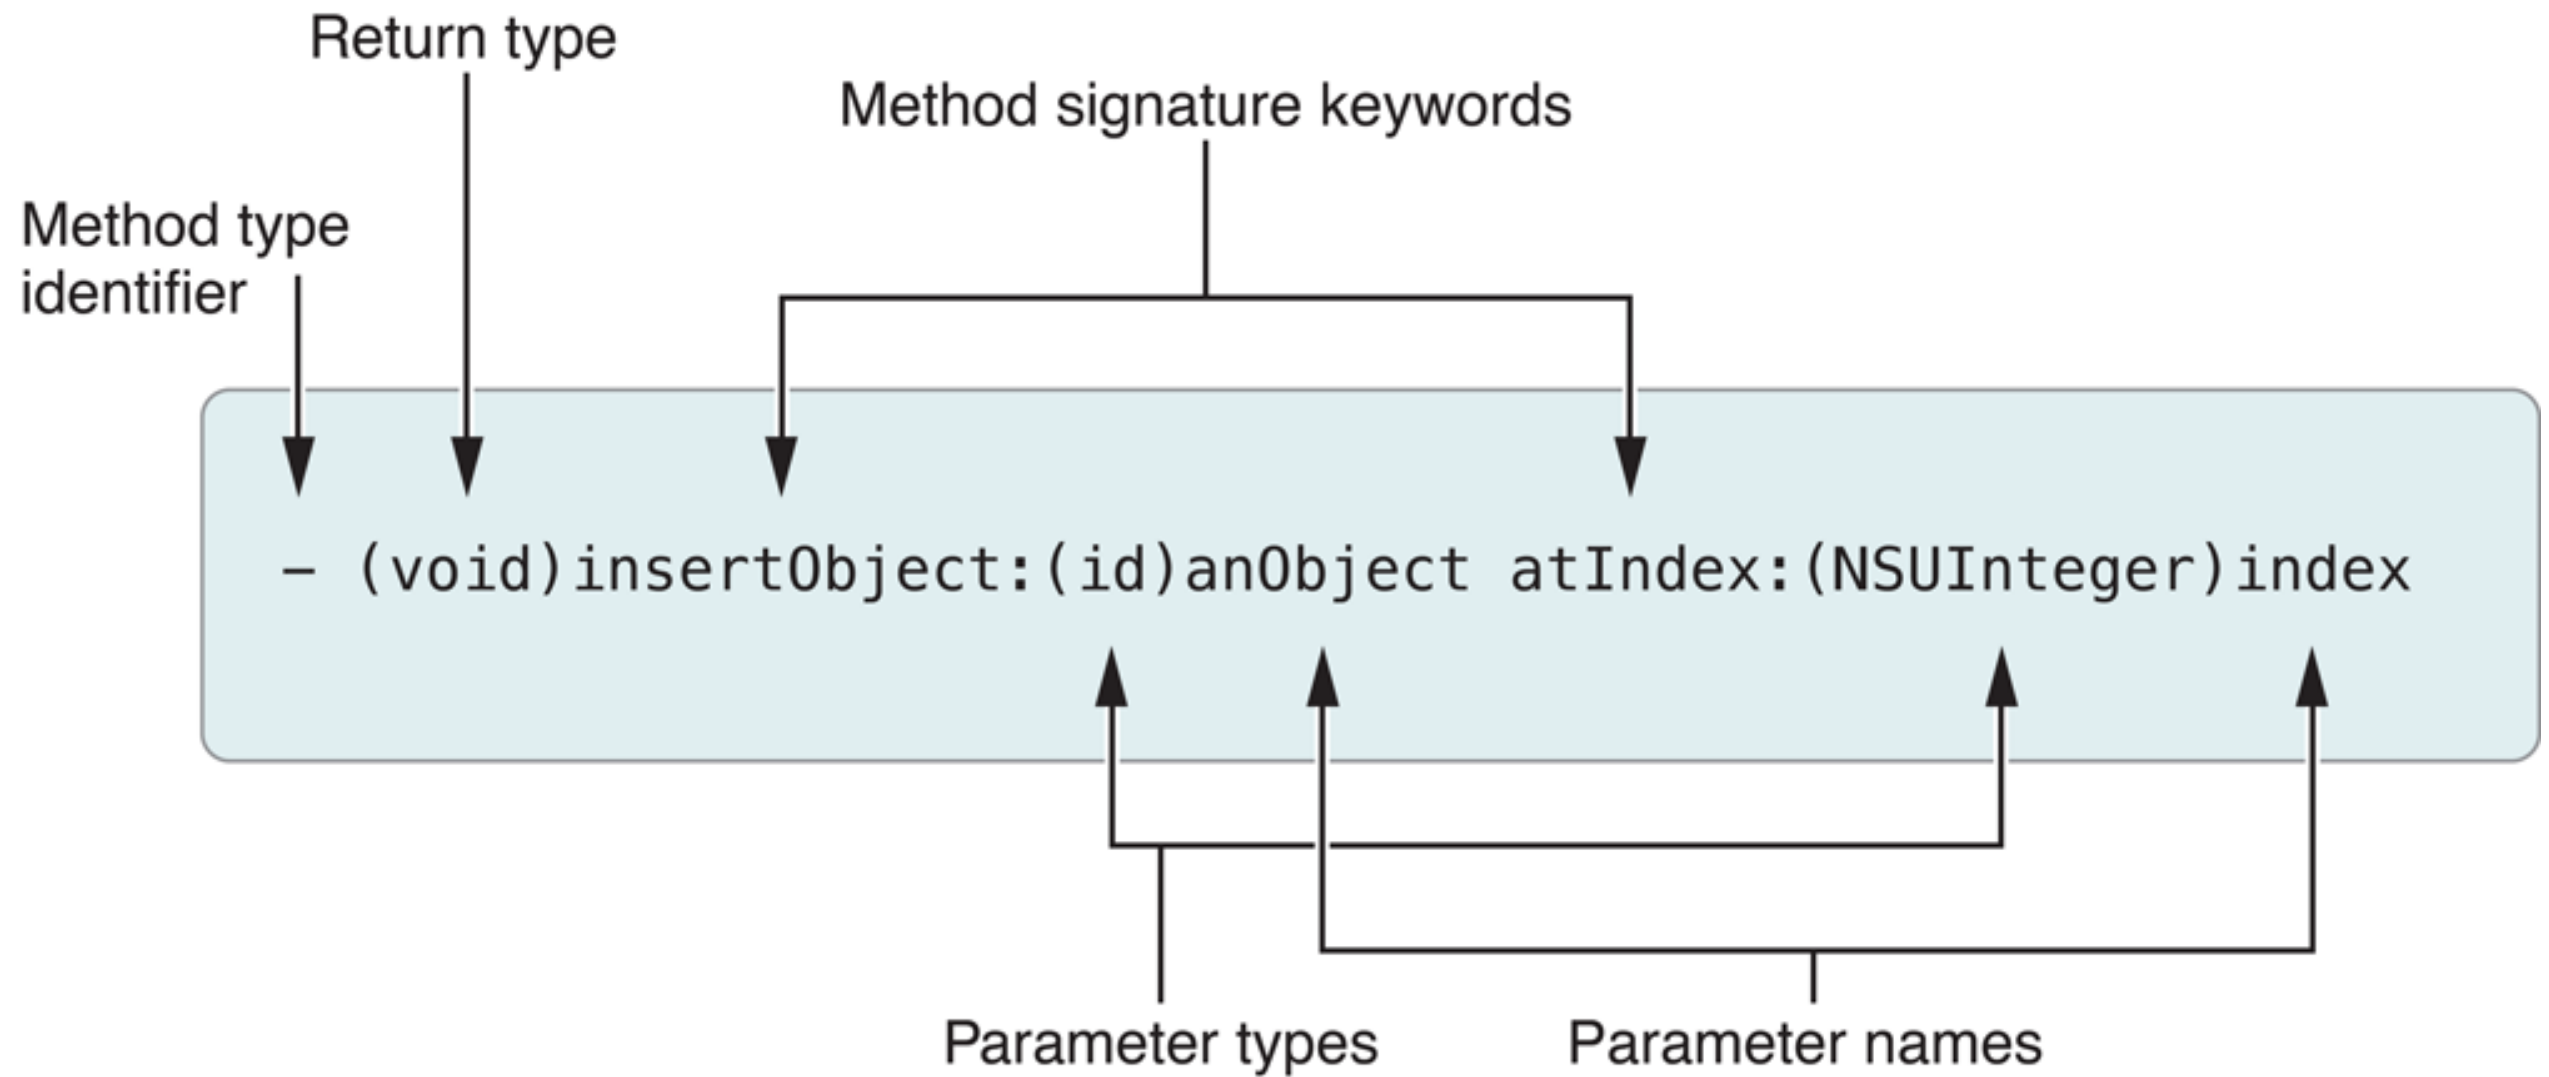 Return type
Method signature keywords
Method type
identifier
– (void)insertObject:(id)anObject atIndex:(NSUInteger)index
Parameter types
Parameter names